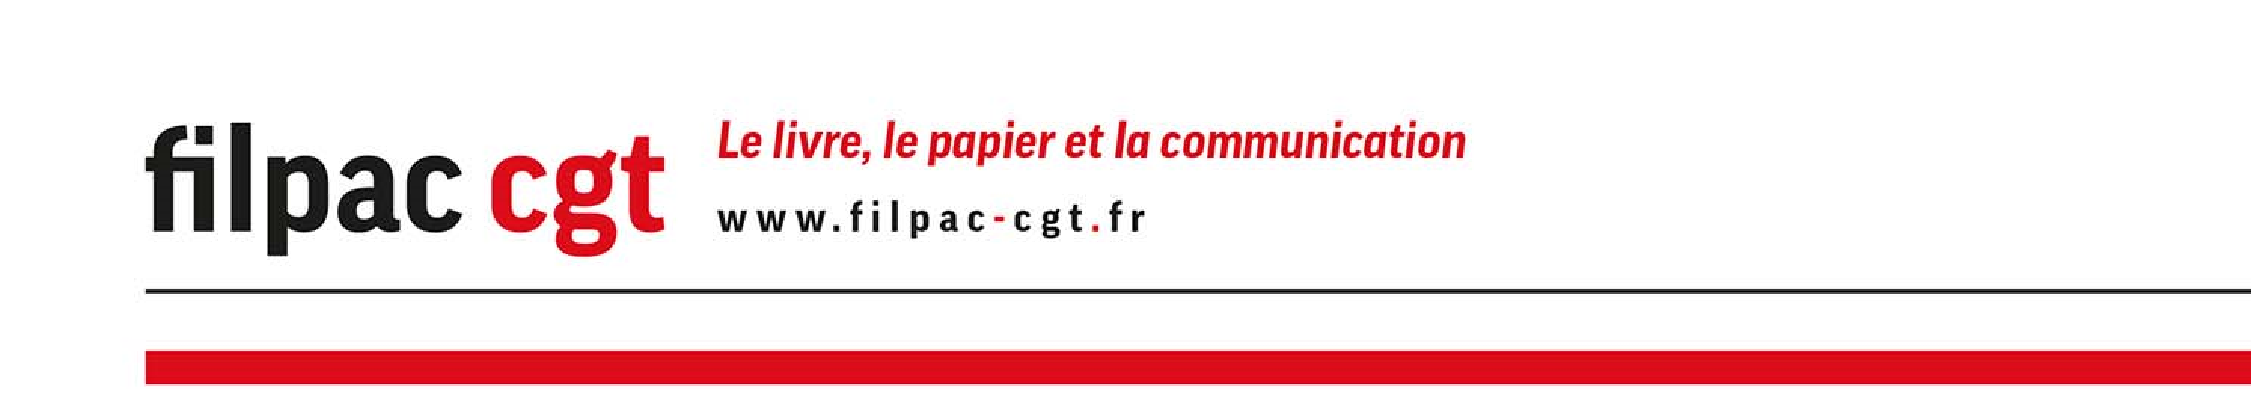 filpac cgt
Le livre, le papier et la communication
www.filpac-cgt.fr